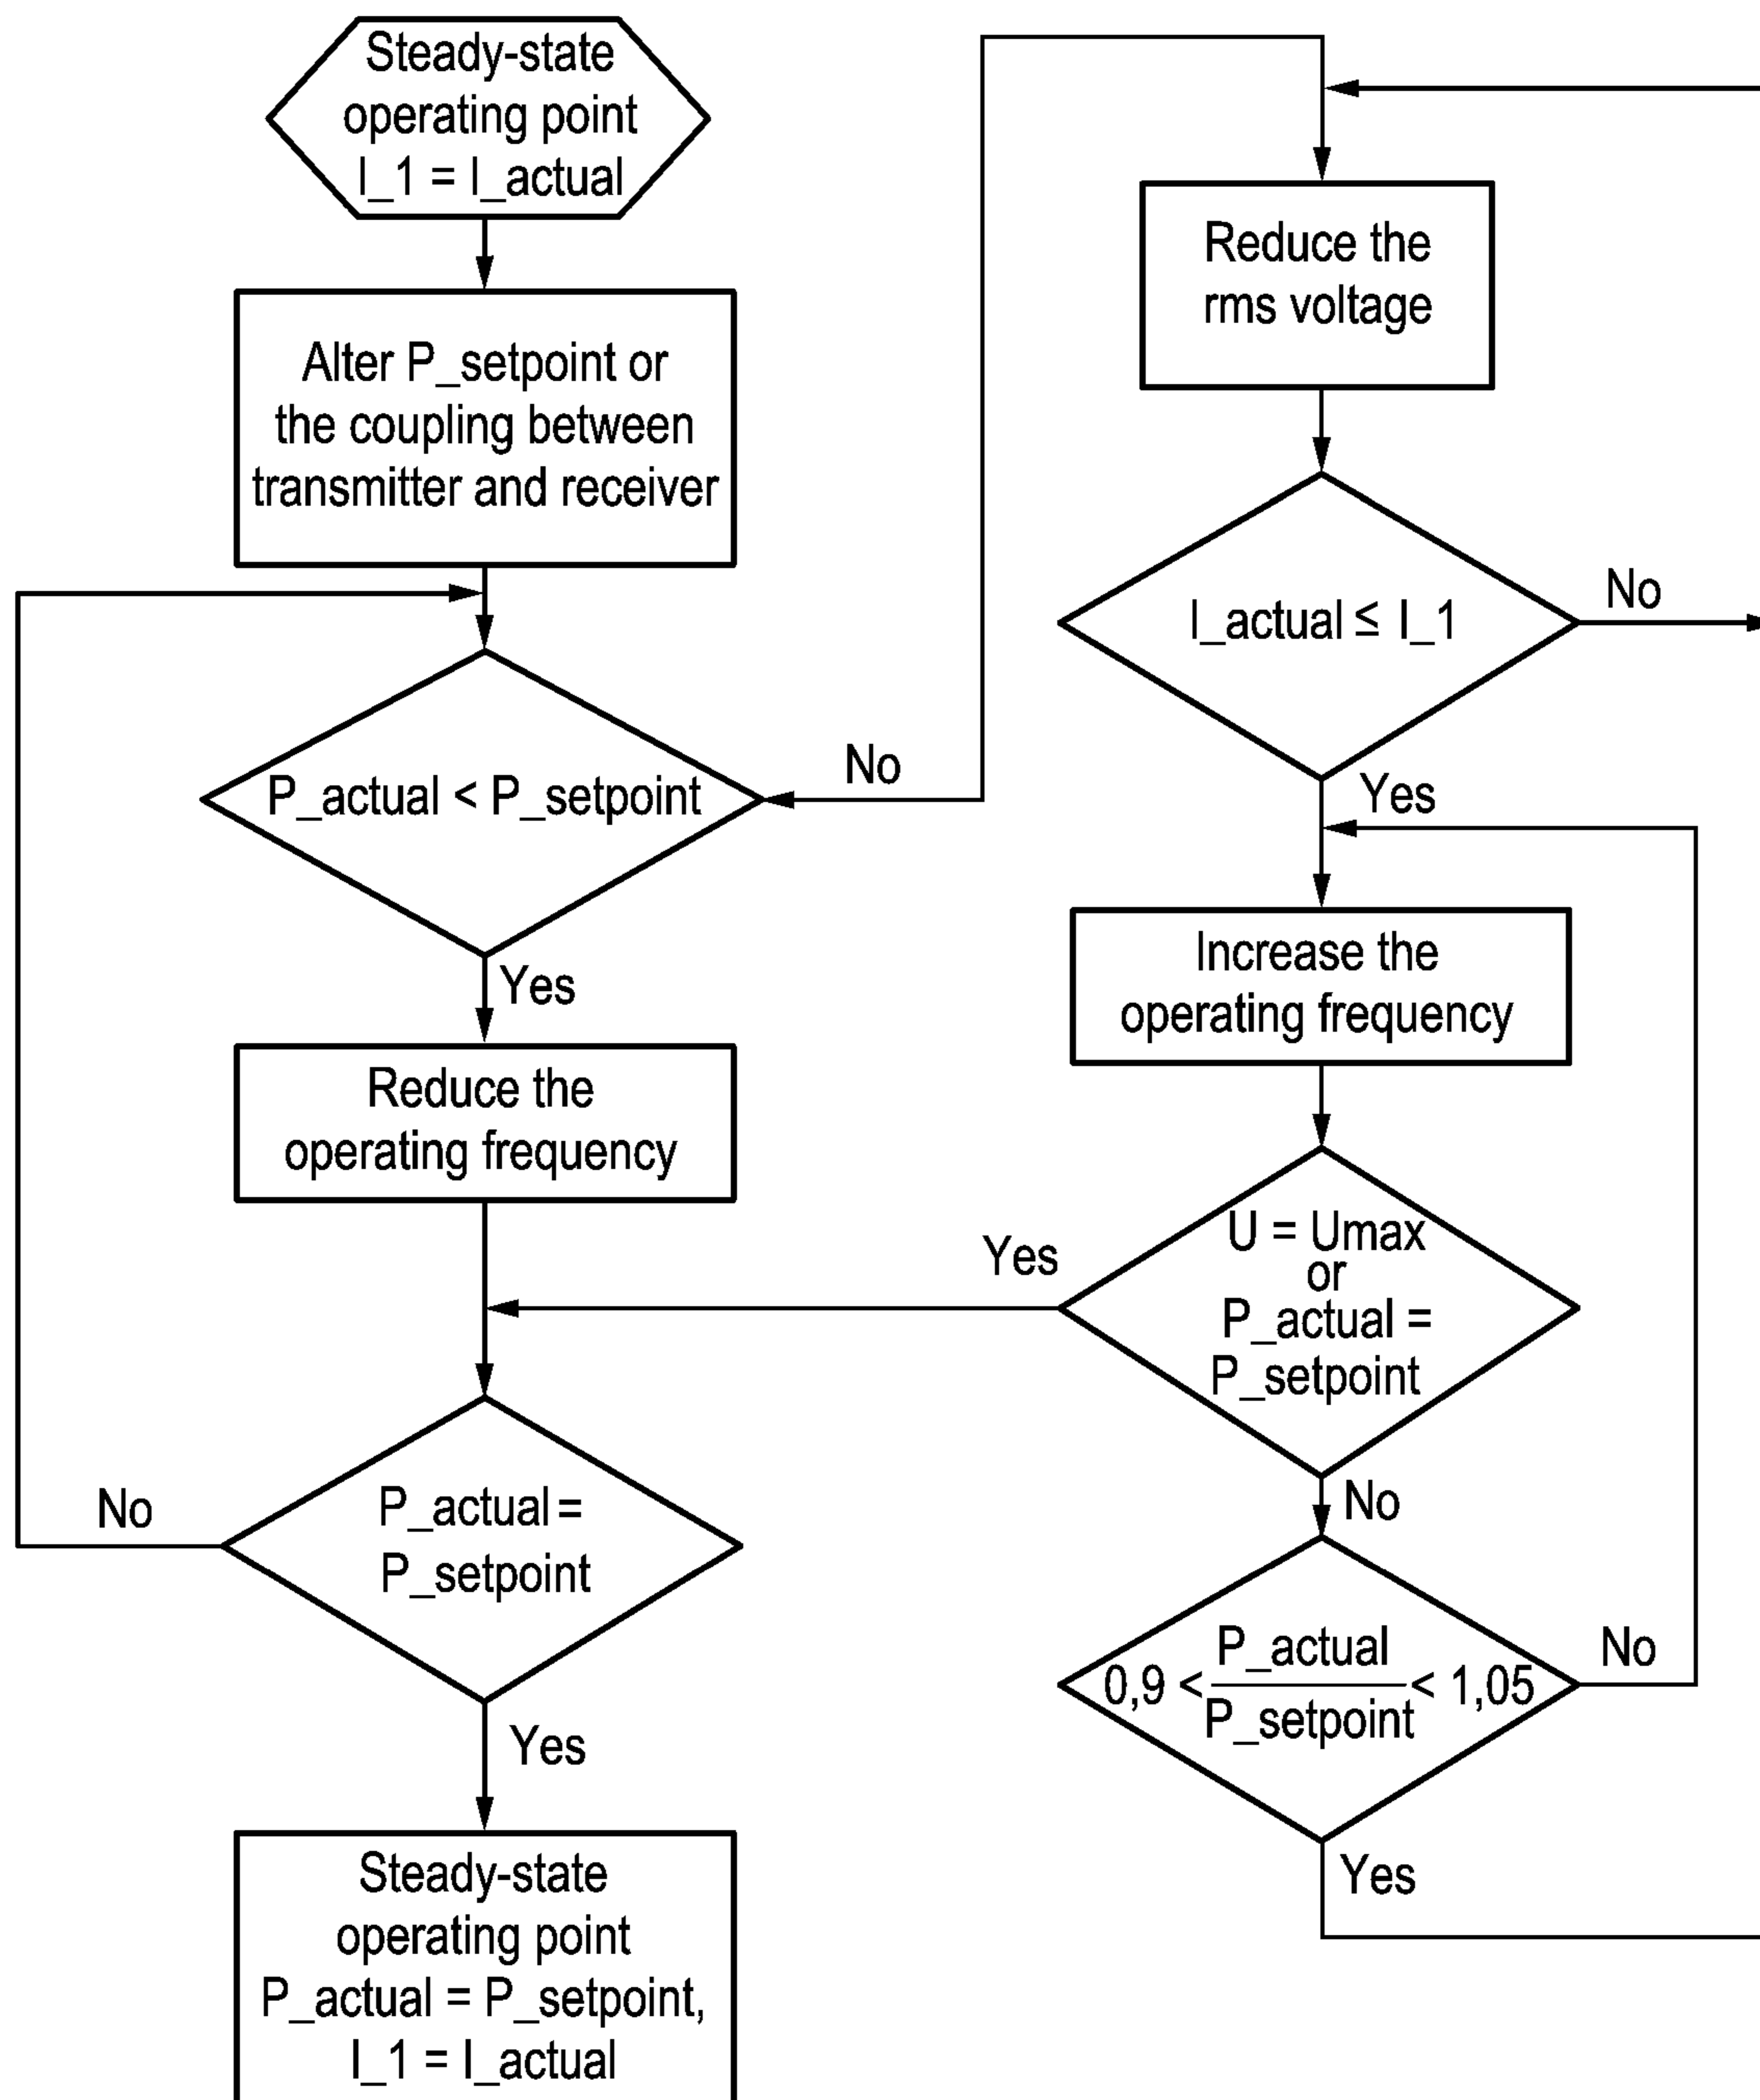 Steady-state
operating point
I_1 = I_actual
Alter P_setpoint or
the coupling between
transmitter and receiver
P_actual < P_setpoint
No
Yes
Reduce the
operating frequency
P_actual =
P_setpoint
No
Yes
Steady-state
operating point
P_actual = P_setpoint,
I_1 = I_actual
Reduce the
rms voltage
I_actual ≤ I_1
No
Yes
Increase the
operating frequency
U = Umax
or
P_actual =
P_setpoint
Yes
No
P_actual
0,9 < < 1,05
P_setpoint
No
Yes